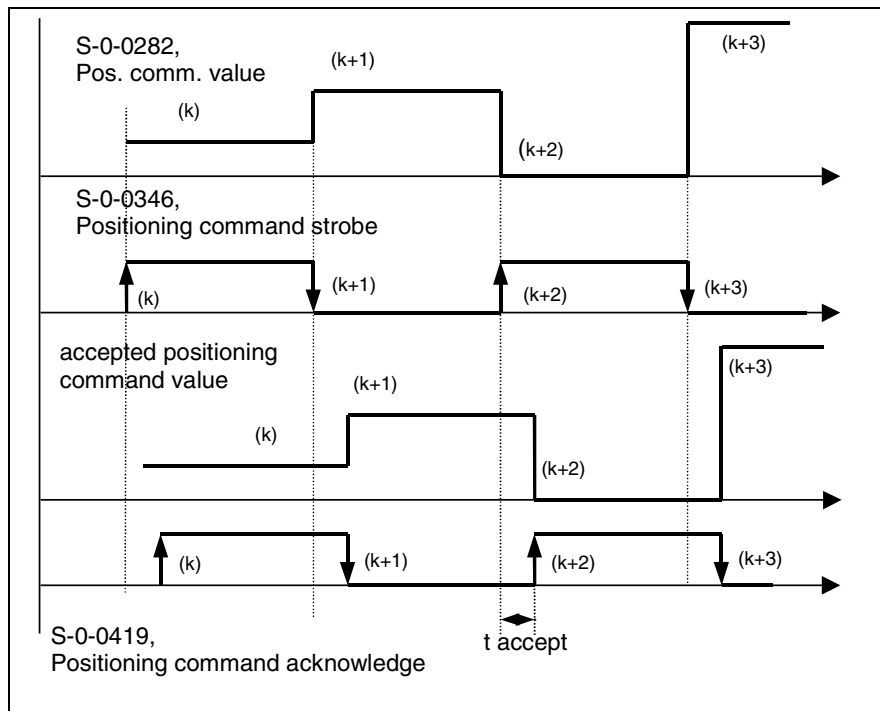 S-0-0282,
Pos. comm. value
(k)
(k+1)
(k+2)
(k+3)
S-0-0346,
Positioning command strobe
(k)
(k+1)
(k+2)
(k+3)
accepted positioning
command value
(k)
(k+1)
(k+2)
(k+3)
(k)
(k+1)
(k+2)
(k+3)
S-0-0419,
Positioning command acknowledge
t accept